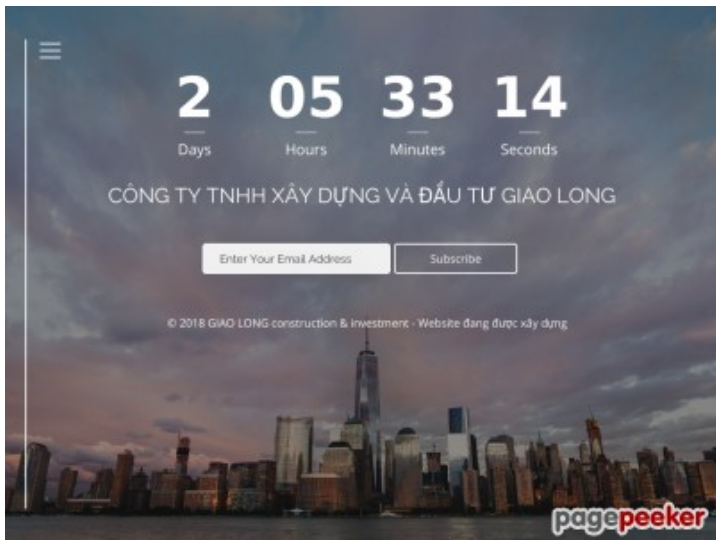 2 05 33 14
Days Hours Minutes Seconds
CÔNG TY TNHH XÂY DỰNG VÀ ĐẦU TƯ GIAO LONG
Enter Your Email Address Subscribe
© 2018 GIAO LONG construction & investment - Website đang được xây dựng
pagepeeker